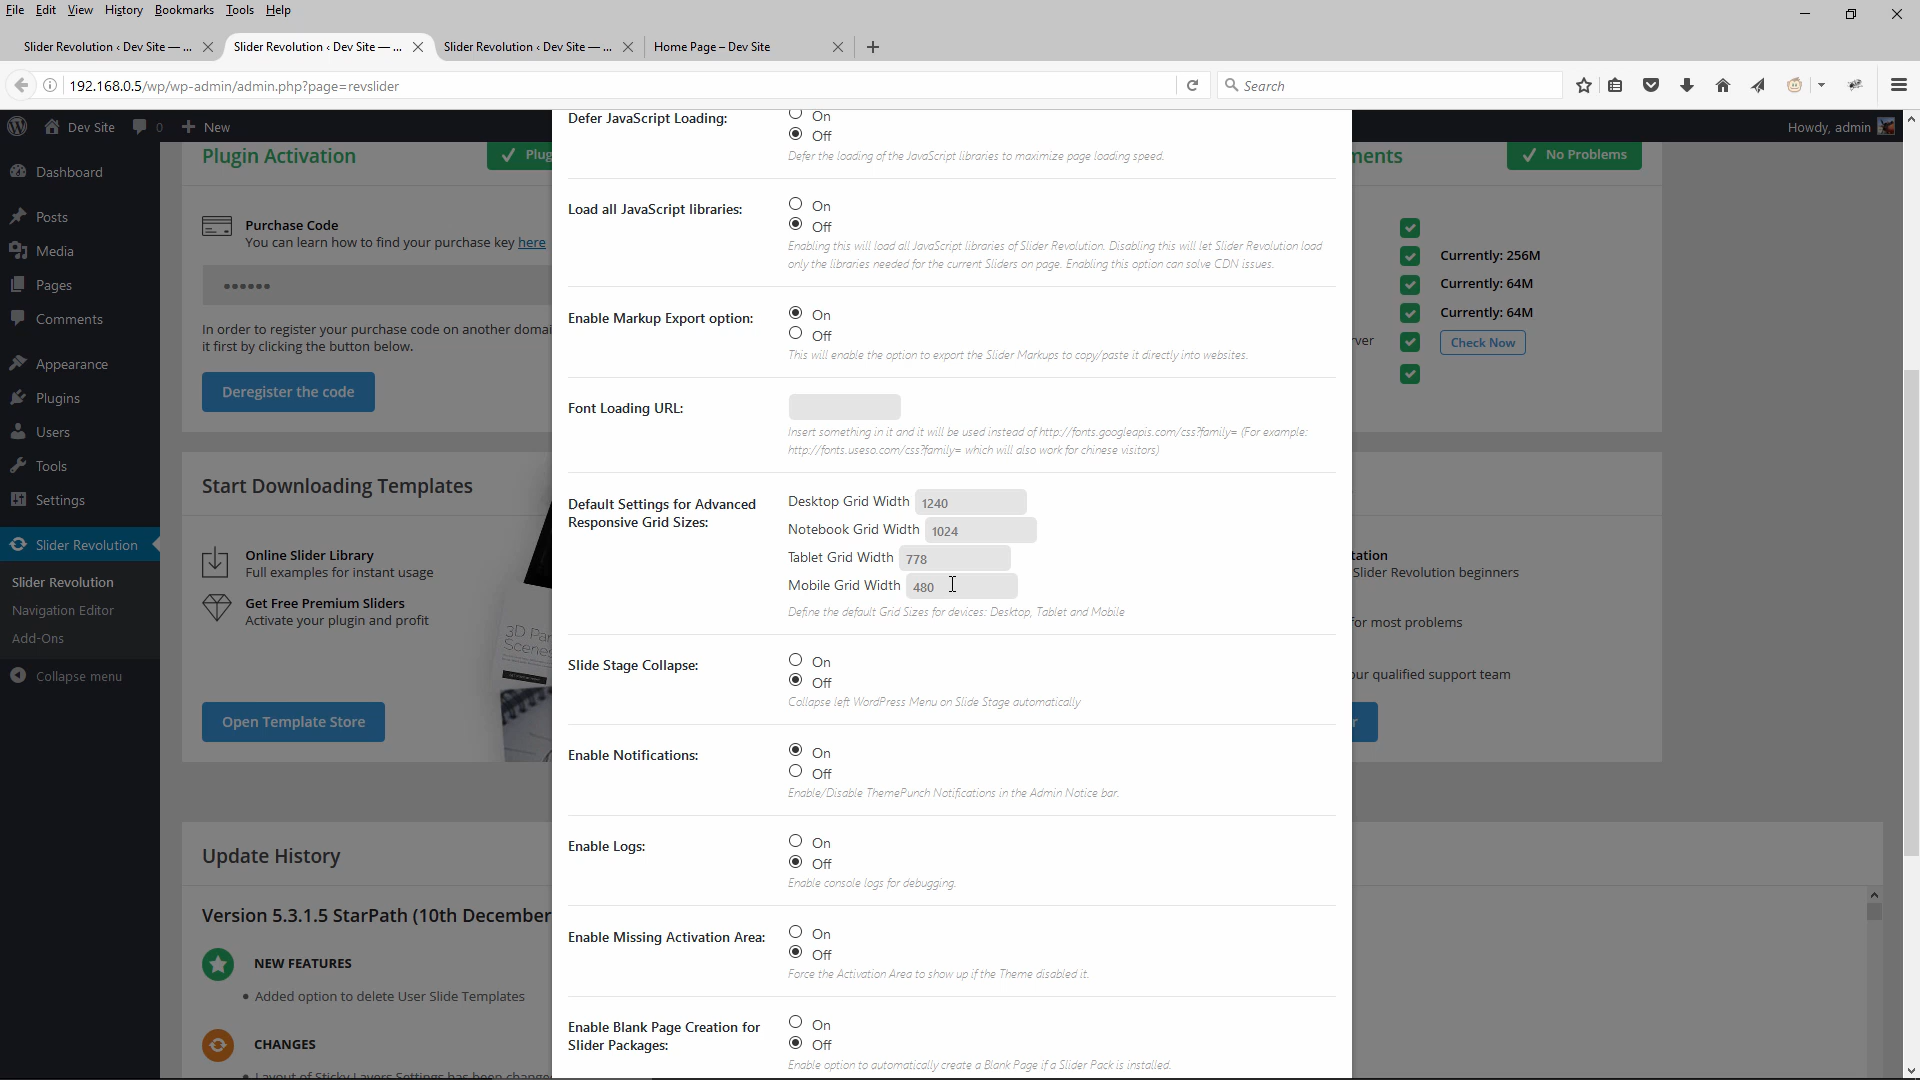 File Edit View History Bookmarks Tools Help
Slider Revolution ‹ Dev Site — ...
Slider Revolution ‹ Dev Site — ...
Slider Revolution ‹ Dev Site — ...
Home Page – Dev Site
192.168.0.5/wp/wp-admin/admin.php?page=revslider
Search
Dev Site
0
New
Howdy, admin
Dashboard
Posts
Media
Pages
Comments
Appearance
Plugins
Users
Tools
Settings
Slider Revolution
Slider Revolution
Navigation Editor
Add-Ons
Collapse menu
Plugin Activation
Plug
Purchase Code
You can learn how to find your purchase key here
In order to register your purchase code on another domai
it first by clicking the button below.
Deregister the code
Start Downloading Templates
Online Slider Library
Full examples for instant usage
Get Free Premium Sliders
Activate your plugin and profit
3D Par
Scenes
Open Template Store
Update History
Version 5.3.1.5 StarPath (10th December
NEW FEATURES
• Added option to delete User Slide Templates
CHANGES
• Layout of Sticky Layers Settings has been change
Defer JavaScript Loading:
On
Off
Defer the loading of the JavaScript libraries to maximize page loading speed.
Load all JavaScript libraries:
On
Off
Enabling this will load all JavaScript libraries of Slider Revolution. Disabling this will let Slider Revolution load
only the libraries needed for the current Sliders on page. Enabling this option can solve CDN issues.
Enable Markup Export option:
On
Off
This will enable the option to export the Slider Markups to copy/paste it directly into websites.
Font Loading URL:
Insert something in it and it will be used instead of http://fonts.googleapis.com/css?family= (For example:
http://fonts.useso.com/css?family= which will also work for chinese visitors)
Default Settings for Advanced
Responsive Grid Sizes:
Desktop Grid Width 1240
Notebook Grid Width 1024
Tablet Grid Width 778
Mobile Grid Width 480
Define the default Grid Sizes for devices: Desktop, Tablet and Mobile
Slide Stage Collapse:
On
Off
Collapse left WordPress Menu on Slide Stage automatically
Enable Notifications:
On
Off
Enable/Disable ThemePunch Notifications in the Admin Notice bar.
Enable Logs:
On
Off
Enable console logs for debugging.
Enable Missing Activation Area:
On
Off
Force the Activation Area to show up if the Theme disabled it.
Enable Blank Page Creation for
Slider Packages:
On
Off
Enable option to automatically create a Blank Page if a Slider Pack is installed.
ments
No Problems
Currently: 256M
Currently: 64M
Currently: 64M
rver
Check Now
tation
Slider Revolution beginners
for most problems
our qualified support team
r